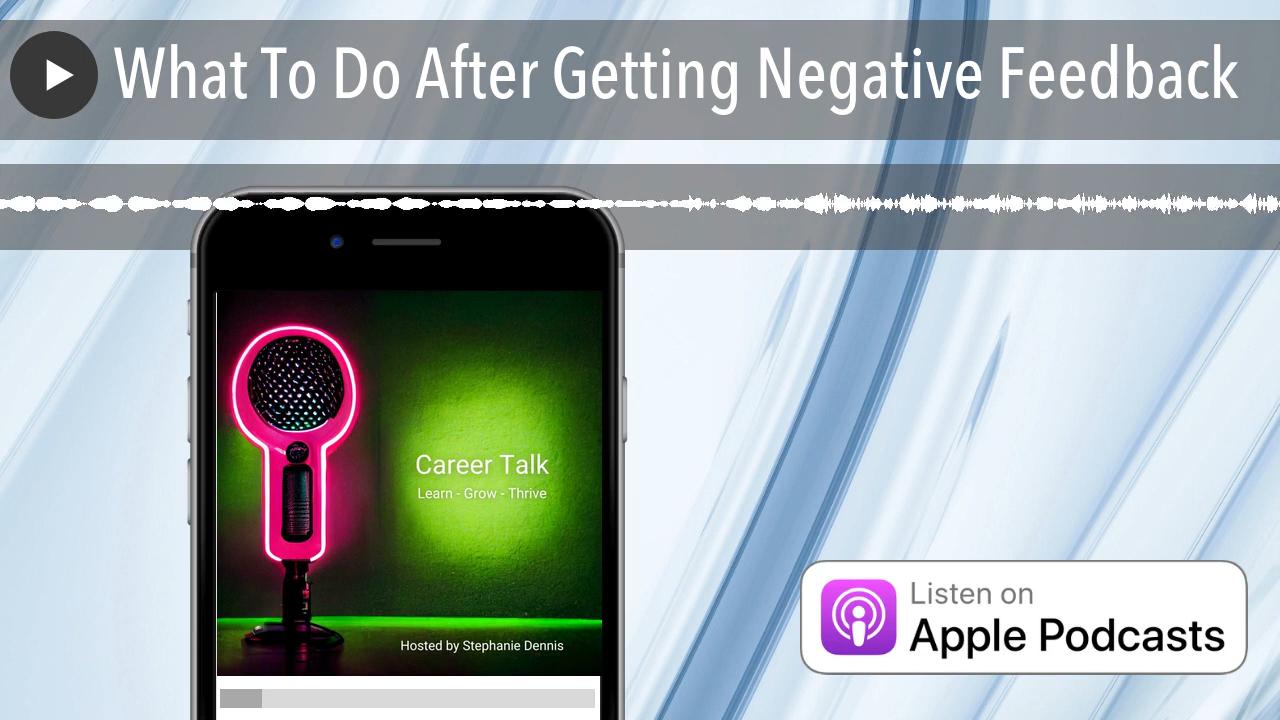 What To Do After Getting Negative Feedback
Career Talk
Learn - Grow - Thrive
Hosted by Stephanie Dennis
Listen on
Apple Podcasts